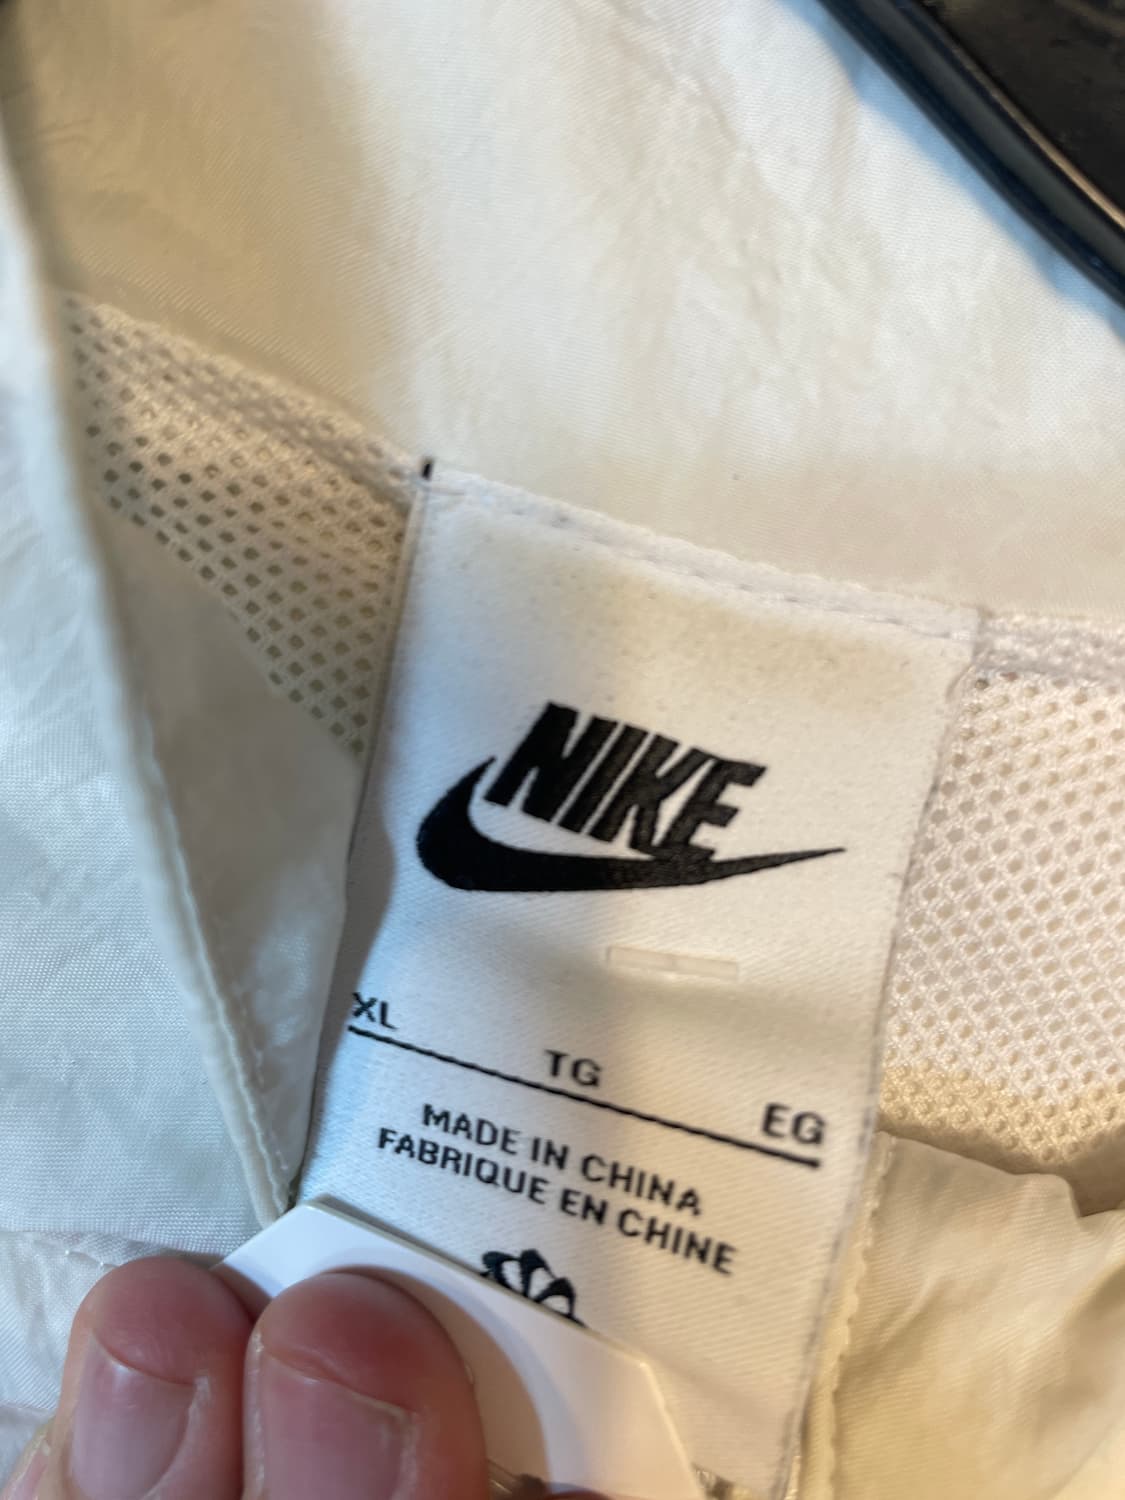 NIKE
XL TG EG
MADE IN CHINA
FABRIQUE EN CHINE